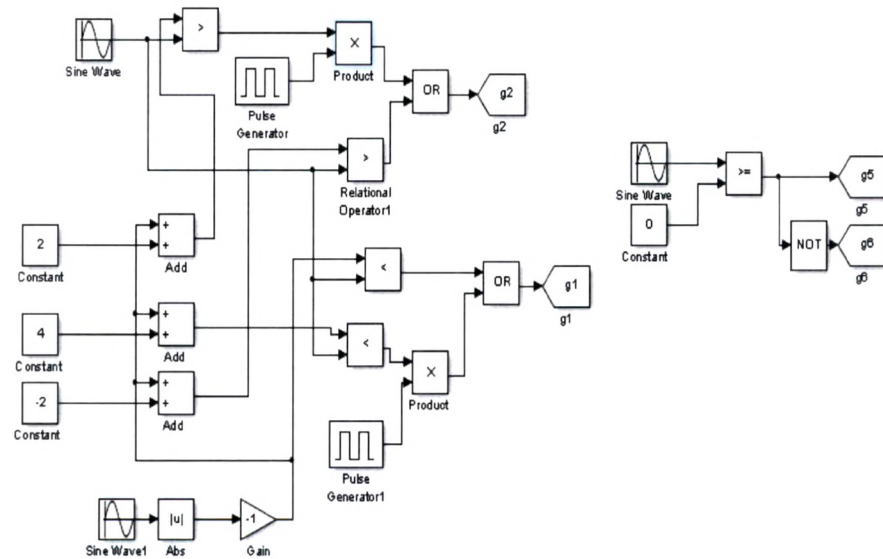 Sine Wave
>
X
Product
Pulse
Generator
OR
g2
g2
>
Relational
Operator1
2
Constant
+
+
Add
4
Constant
+
+
Add
-2
Constant
+
+
Add
<
<
X
Product
OR
g1
g1
Pulse
Generator1
Sine Wave1
|u|
Abs
-1
Gain
Sine Wave
0
Constant
>=
g5
g5
NOT
g6
g6